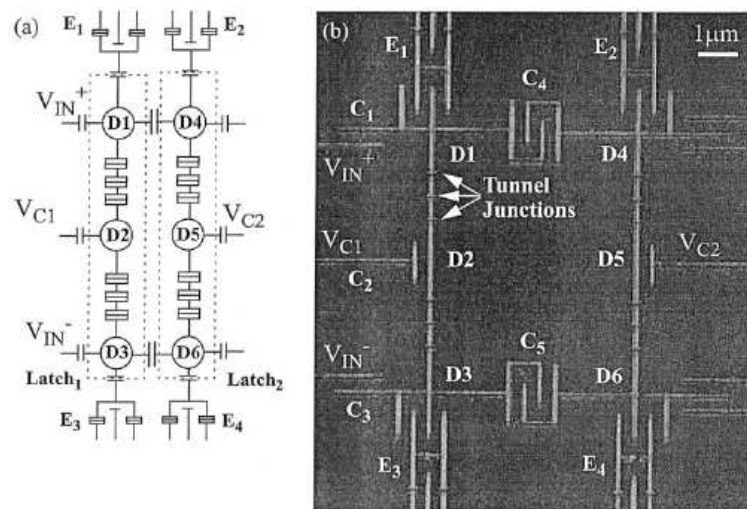 (a)
E1
E2
VIN+
D1
D4
VC1
D2
D5
VC2
VIN-
D3
D6
Latch1
Latch2
E3
E4
(b)
E1
E2
1µm
C1
C4
D1
D4
VIN+
Tunnel
Junctions
VC1
D2
D5
VC2
C2
VIN-
C5
D3
D6
C3
E3
E4